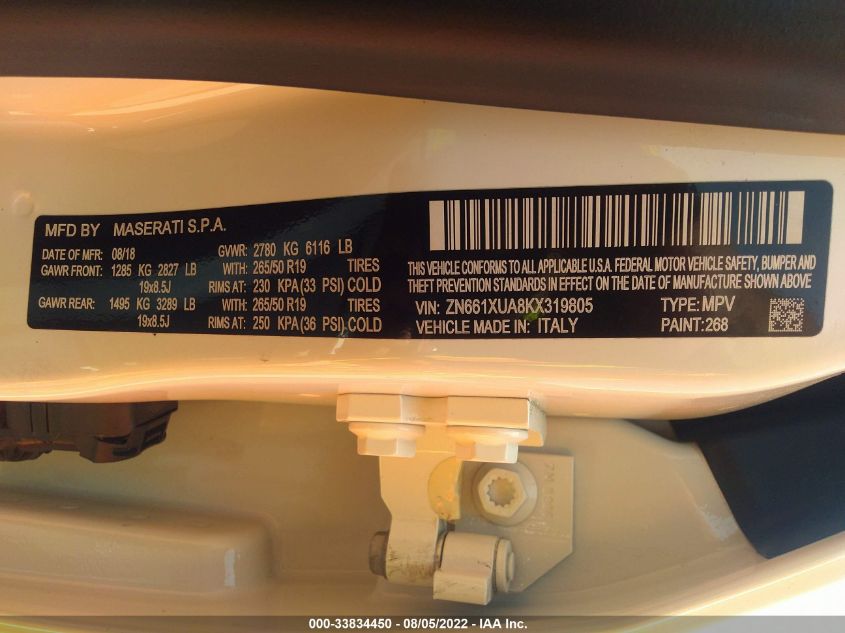 MFD BY MASERATI S.P.A.
DATE OF MFR: 08/18 GVWR: 2780 KG 6116 LB
GAWR FRONT: 1285 KG 2827 LB WITH: 265/50 R19 TIRES
19x8.5J RIMS AT: 230 KPA (33 PSI) COLD
GAWR REAR: 1495 KG 3289 LB WITH: 265/50 R19 TIRES
19x8.5J RIMS AT: 250 KPA (36 PSI) COLD
THIS VEHICLE CONFORMS TO ALL APPLICABLE U.S.A. FEDERAL MOTOR VEHICLE SAFETY, BUMPER AND
THEFT PREVENTION STANDARDS IN EFFECT ON THE DATE OF MANUFACTURE SHOWN ABOVE
VIN: ZN661XUA8KX319805 TYPE: MPV
VEHICLE MADE IN: ITALY PAINT: 268
000-33834450 - 08/05/2022 - IAA Inc.